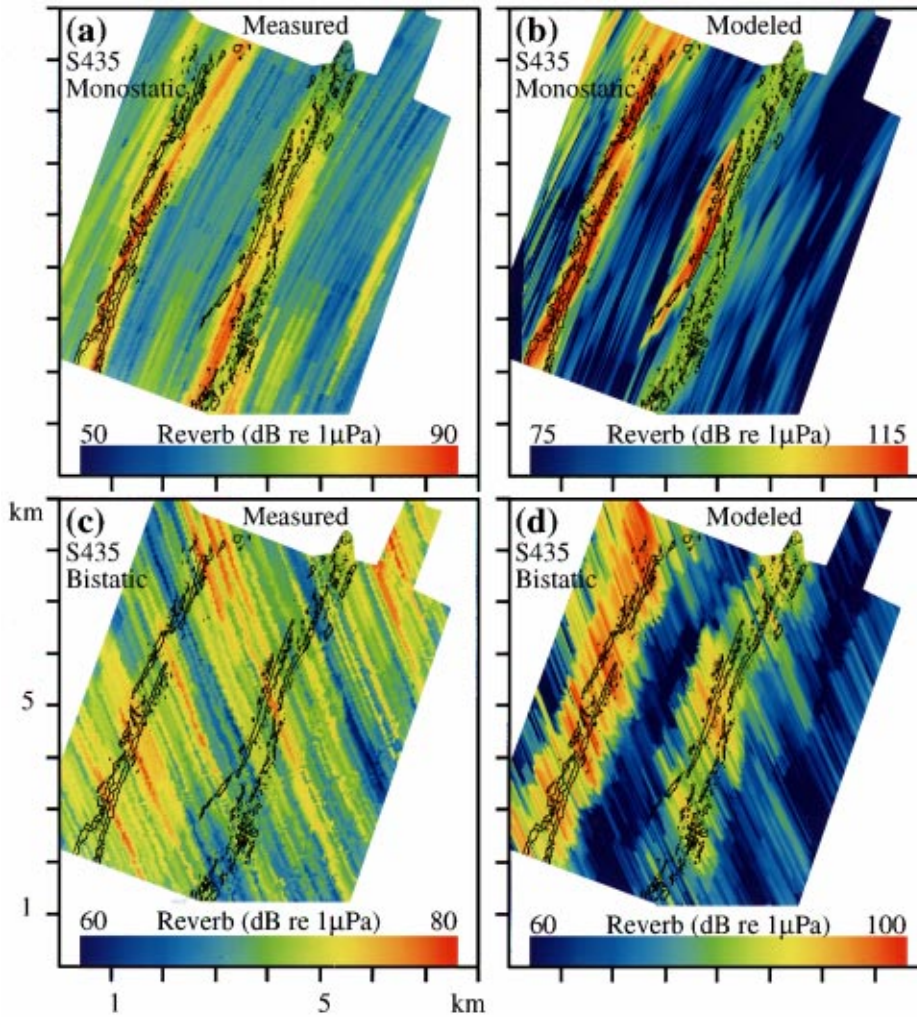 (a) Measured
S435
Monostatic
50 Reverb (dB re 1μPa) 90
(b) Modeled
S435
Monostatic
75 Reverb (dB re 1μPa) 115
km
(c) Measured
S435
Bistatic
5
1
60 Reverb (dB re 1μPa) 80
(d) Modeled
S435
Bistatic
60 Reverb (dB re 1μPa) 100
1 5 km